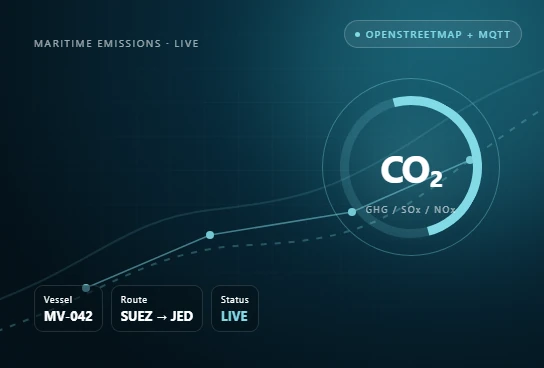 MARITIME EMISSIONS · LIVE
OPENSTREETMAP + MQTT
CO₂
GHG / SOx / NOx
Vessel
MV-042
Route
SUEZ → JED
Status
LIVE